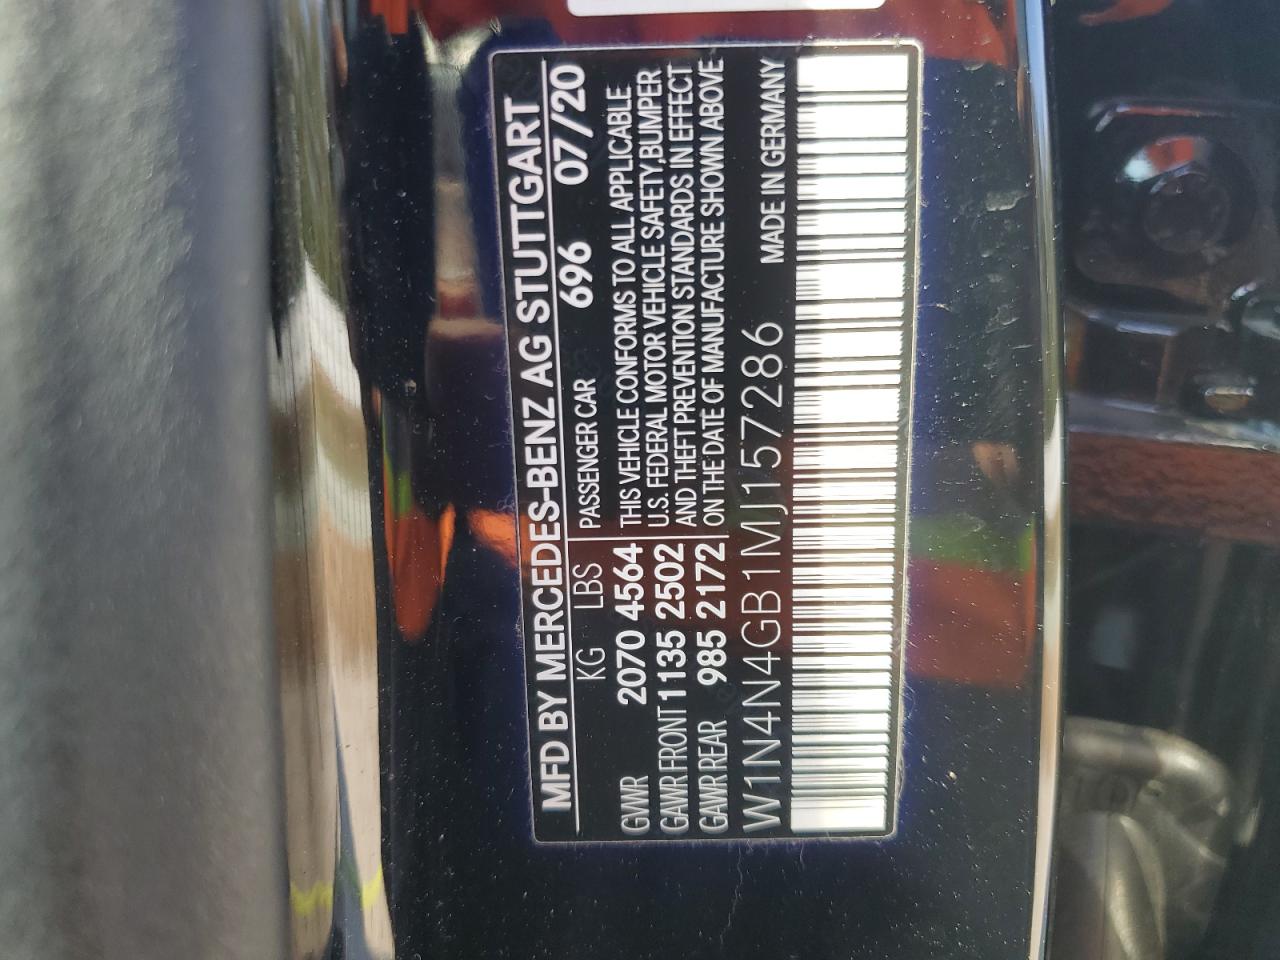 MFD BY MERCEDES-BENZ AG STUTTGART
KG LBS PASSENGER CAR 696 07/20
GVWR 2070 4564 THIS VEHICLE CONFORMS TO ALL APPLICABLE
GAWR FRONT 1135 2502 U.S. FEDERAL MOTOR VEHICLE SAFETY,BUMPER
GAWR REAR 985 2172 AND THEFT PREVENTION STANDARDS IN EFFECT
ON THE DATE OF MANUFACTURE SHOWN ABOVE
W1N4N4GB1MJ157286 MADE IN GERMANY